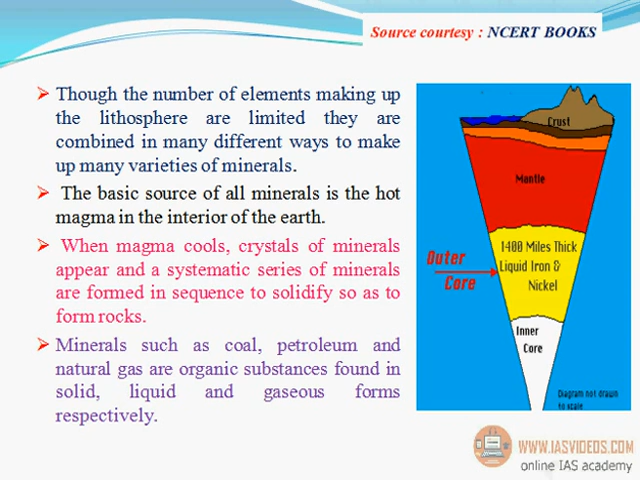 Source courtesy : NCERT BOOKS
Though the number of elements making up
the lithosphere are limited they are
combined in many different ways to make
up many varieties of minerals.
The basic source of all minerals is the hot
magma in the interior of the earth.
When magma cools, crystals of minerals
appear and a systematic series of minerals
are formed in sequence to solidify so as to
form rocks.
Minerals such as coal, petroleum and
natural gas are organic substances found in
solid, liquid and gaseous forms
respectively.
Crust
Mantle
Outer
Core
1400 Miles Thick
Liquid Iron &
Nickel
Inner
Core
Diagram not drawn
to scale
WWW.IASVIDEOS.COM
online IAS academy